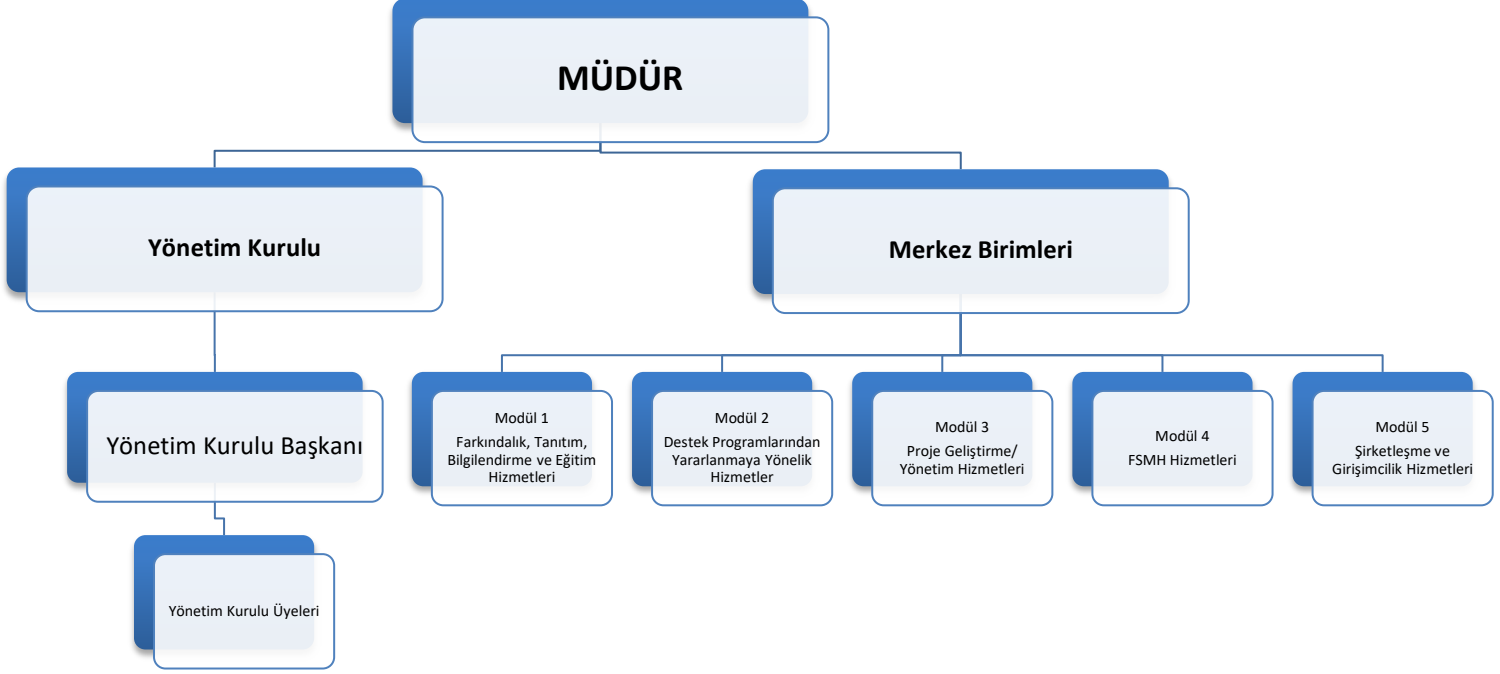 MÜDÜR
Yönetim Kurulu
Merkez Birimleri
Yönetim Kurulu Başkanı
Modül 1
Farkındalık, Tanıtım,
Bilgilendirme ve Eğitim
Hizmetleri
Modül 2
Destek Programlarından
Yararlanmaya Yönelik
Hizmetler
Modül 3
Proje Geliştirme/
Yönetim Hizmetleri
Modül 4
FSMH Hizmetleri
Modül 5
Şirketleşme ve
Girişimcilik Hizmetleri
Yönetim Kurulu Üyeleri